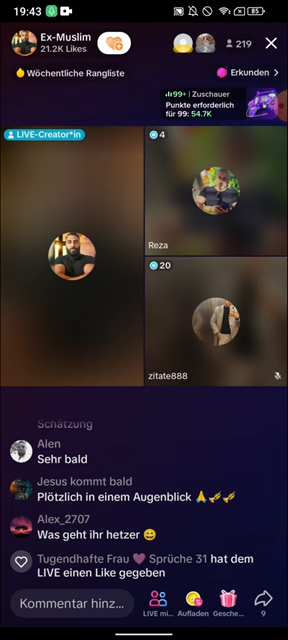 19:43
85
Ex-Muslim
21.2K Likes
219
Wöchentliche Rangliste
Erkunden
99+ | Zuschauer
Punkte erforderlich
für 99: 54.7K
LIVE-Creator*in
4
Reza
20
zitate888
Schätzung
Alen
Sehr bald
Jesus kommt bald
Plötzlich in einem Augenblick 🙏🎺🎺
Alex_2707
Was geht ihr hetzer 😄
Tugendhafte Frau 💗 Sprüche 31 hat dem
LIVE einen Like gegeben
Kommentar hinz...
LIVE mi...
Aufladen
Gesche...
9